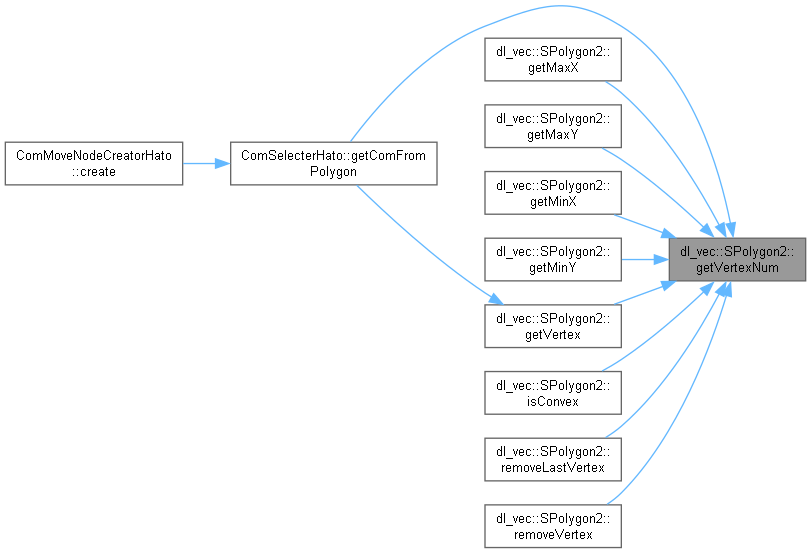 ComMoveNodeCreatorHato
::create
ComSelecterHato::getComFrom
Polygon
dl_vec::SPolygon2::
getMaxX
dl_vec::SPolygon2::
getMaxY
dl_vec::SPolygon2::
getMinX
dl_vec::SPolygon2::
getMinY
dl_vec::SPolygon2::
getVertex
dl_vec::SPolygon2::
isConvex
dl_vec::SPolygon2::
removeLastVertex
dl_vec::SPolygon2::
removeVertex
dl_vec::SPolygon2::
getVertexNum